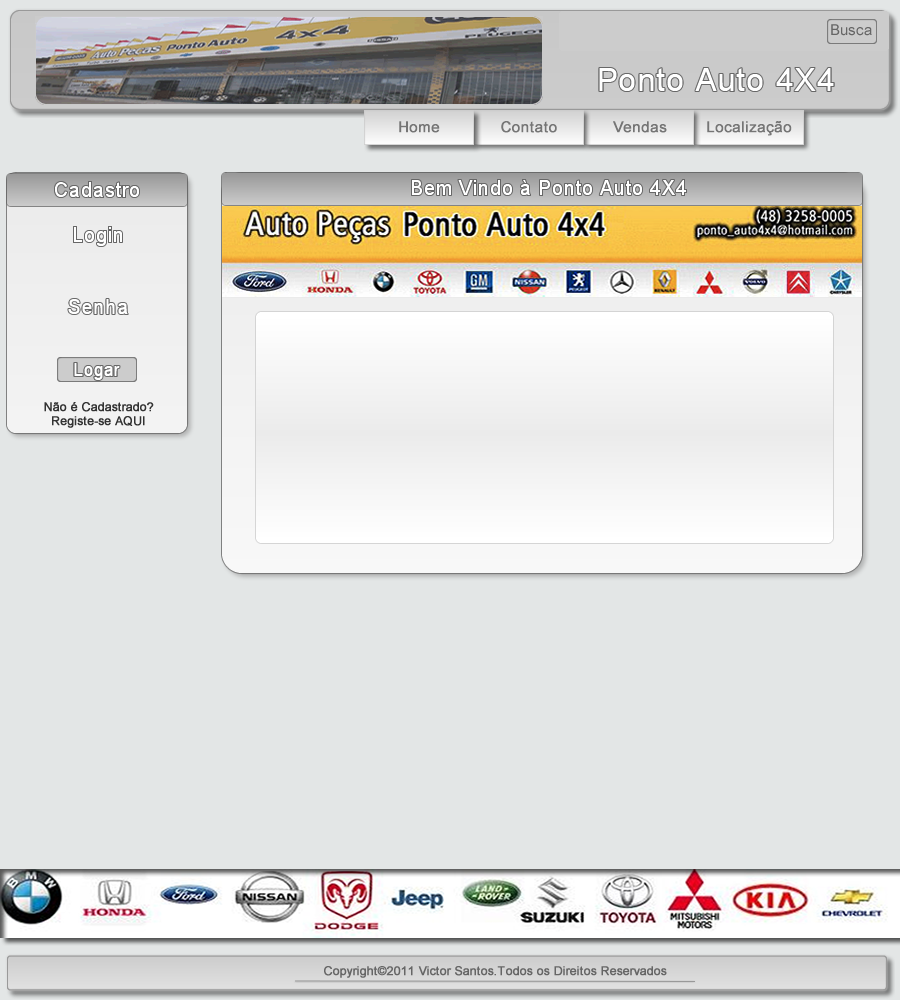 Auto Peças Ponto Auto 4x4
PEUGEOT
Busca
Ponto Auto 4X4
Home
Contato
Vendas
Localização
Cadastro
Login
Senha
Logar
Não é Cadastrado?
Registe-se AQUI
Bem Vindo à Ponto Auto 4X4
Auto Peças Ponto Auto 4x4
(48) 3258-0005
ponto_auto4x4@hotmail.com
Ford
HONDA
TOYOTA
GM
NISSAN
PEUGEOT
RENAULT
VOLVO
CHRYSLER
BMW
HONDA
Ford
NISSAN
DODGE
Jeep
LAND ROVER
SUZUKI
TOYOTA
MITSUBISHI
MOTORS
KIA
CHEVROLET
Copyright©2011 Victor Santos.Todos os Direitos Reservados